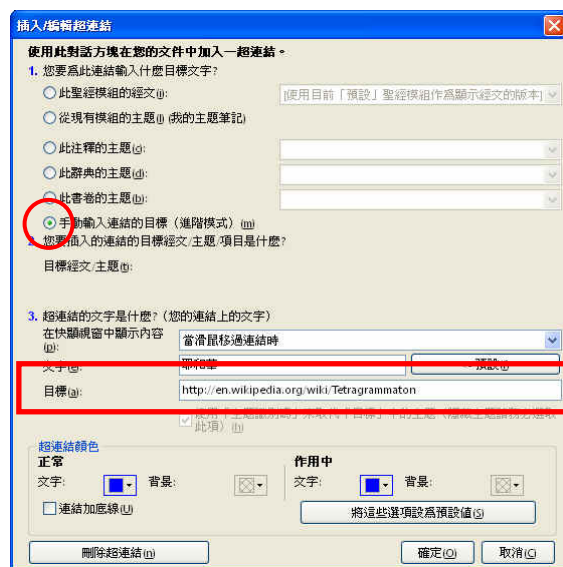 插入/編輯超連結
使用此對話方塊在您的文件中加入一超連結。
1. 您要為此連結輸入什麼目標文字?
此聖經模組的經文(i): [使用目前「預設」聖經模組作為顯示經文的版本]
從現有模組的主題(l) (我的主題筆記)
此注釋的主題(c):
此辭典的主題(d):
此書卷的主題(b):
手動輸入連結的目標（進階模式）(m)
2. 您要插入的連結的目標經文/主題/項目是什麼?
目標經文/主題(t):
3. 超連結的文字是什麼?（您的連結上的文字）
在快顯視窗中顯示內容(p): 當滑鼠移過連結時
文字(e): 耶和華 預設
目標(a): http://en.wikipedia.org/wiki/Tetragrammaton
此項）(h)
超連結顏色
正常 作用中
文字: 背景: 文字: 背景:
連結加底線(U) 將這些選項設為預設值(S)
刪除超連結(n) 確定(O) 取消(C)